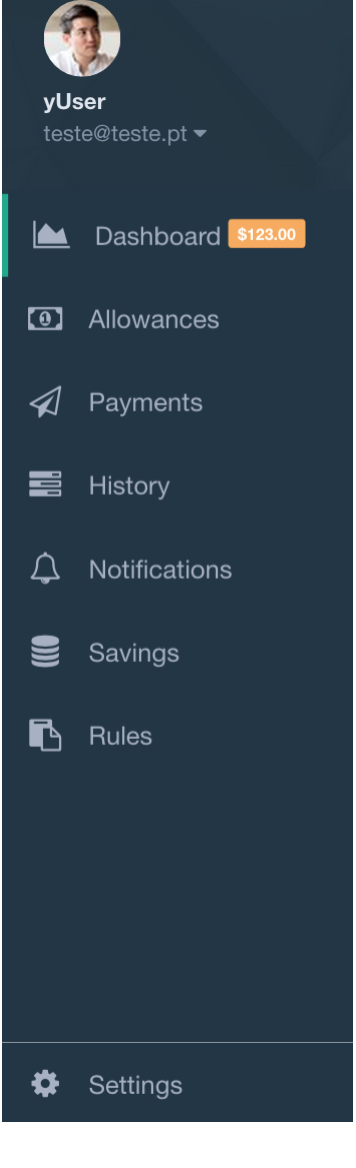 yUser
teste@teste.pt
Dashboard $123.00
Allowances
Payments
History
Notifications
Savings
Rules
Settings